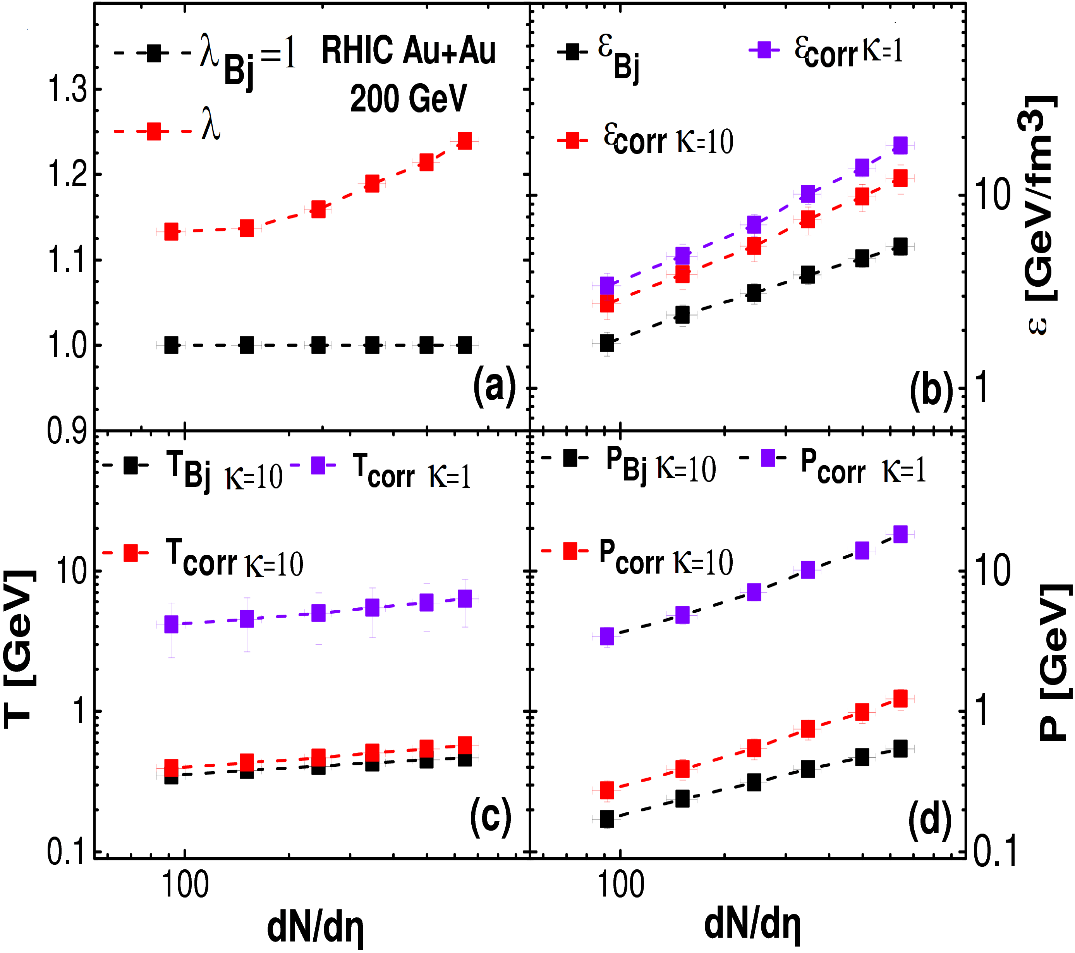 λBj=1
λ
RHIC Au+Au
200 GeV
1.3
1.2
1.1
1.0
0.9
(a)
εBj
εcorr κ=1
εcorr κ=10
10
1
ε [GeV/fm3]
(b)
TBj κ=10
Tcorr κ=1
Tcorr κ=10
10
1
0.1
T [GeV]
(c)
100
dN/dη
PBj κ=10
Pcorr κ=1
Pcorr κ=10
10
1
0.1
P [GeV]
(d)
100
dN/dη